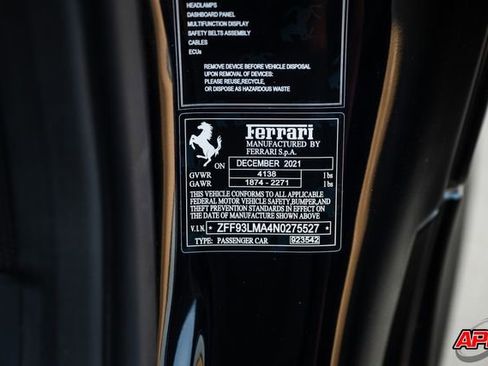 HEADLAMPS
DASHBOARD PANEL
MULTIFUNCTION DISPLAY
SAFETY BELTS ASSEMBLY
CABLES
ECUs
REMOVE DEVICE BEFORE VEHICLE DISPOSAL
UPON REMOVAL OF DEVICES:
PLEASE REUSE,RECYCLE,
OR DISPOSE AS HAZARDOUS WASTE
Ferrari
MANUFACTURED BY
FERRARI S.p.A.
ON DECEMBER 2021
GVWR 4138 lbs
GAWR 1874 - 2271 lbs
THIS VEHICLE CONFORMS TO ALL APPLICABLE
FEDERAL MOTOR VEHICLE SAFETY,BUMPER,AND
THEFT PREVENTION STANDARDS IN EFFECT ON
THE DATE OF MANUFACTURE SHOWN ABOVE
V.I.N. * ZFF93LMA4N0275527 *
TYPE: PASSENGER CAR 923542